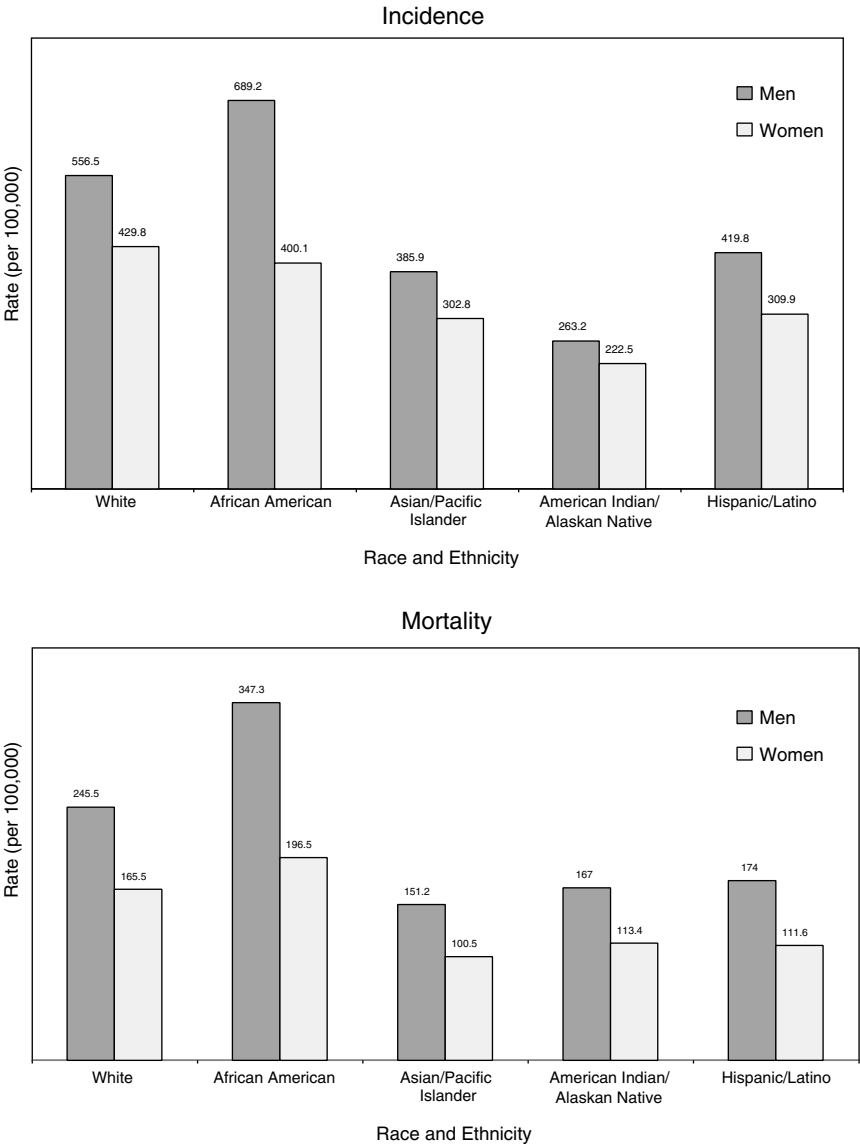 Incidence
Rate (per 100,000)
Men
Women
556.5
429.8
689.2
400.1
385.9
302.8
263.2
222.5
419.8
309.9
White
African American
Asian/Pacific
Islander
American Indian/
Alaskan Native
Hispanic/Latino
Race and Ethnicity
Mortality
Rate (per 100,000)
Men
Women
245.5
165.5
347.3
196.5
151.2
100.5
167
113.4
174
111.6
White
African American
Asian/Pacific
Islander
American Indian/
Alaskan Native
Hispanic/Latino
Race and Ethnicity